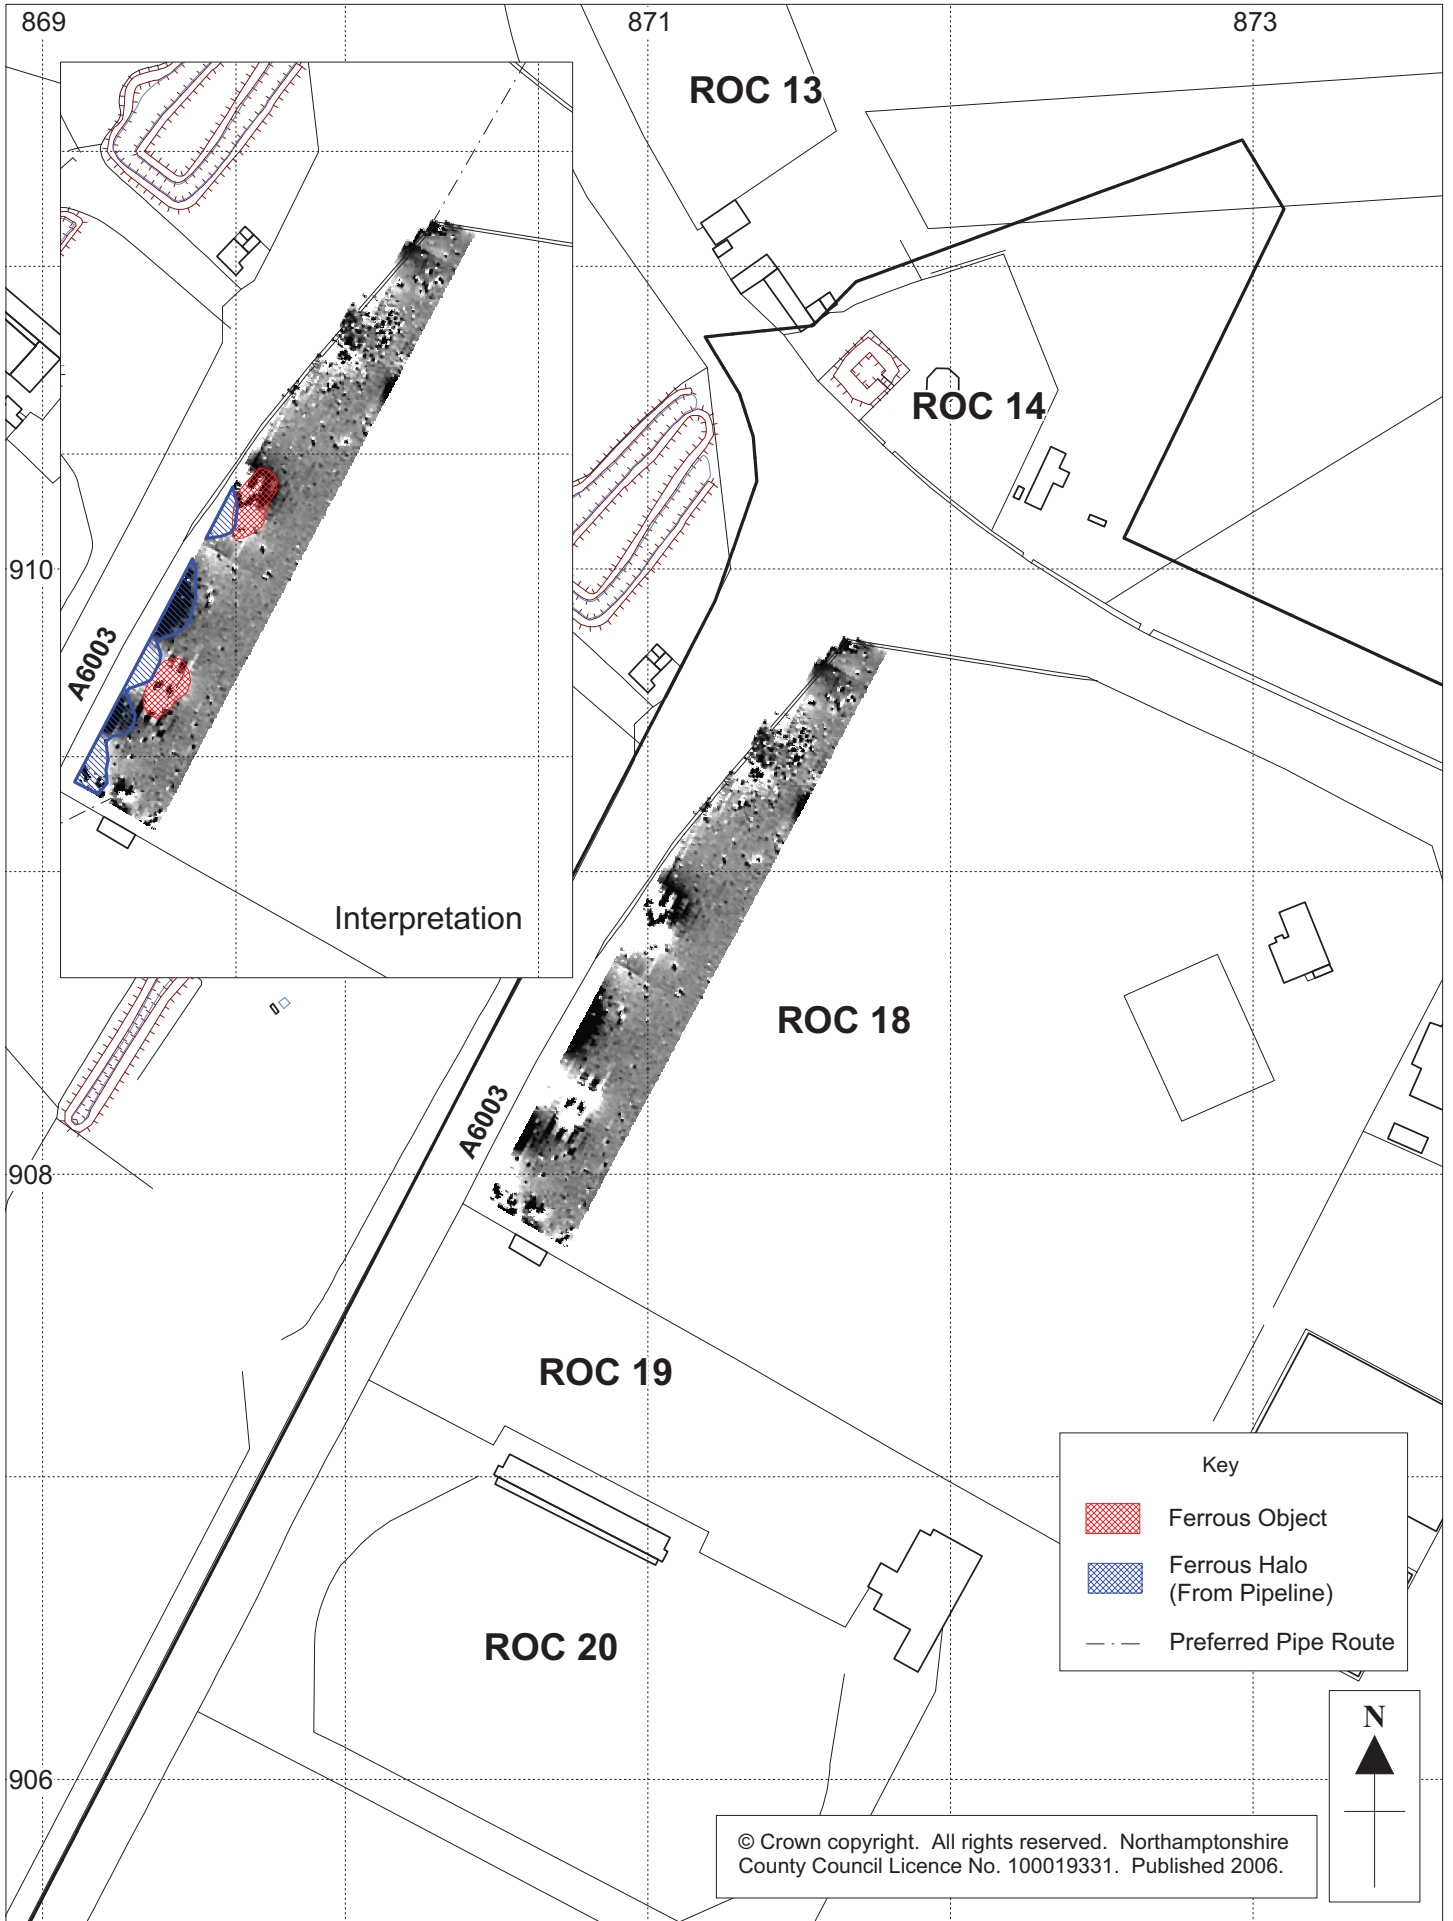 869
871
873
ROC 13
ROC 14
910
A6003
Interpretation
ROC 18
A6003
908
ROC 19
Key
Ferrous Object
Ferrous Halo
(From Pipeline)
Preferred Pipe Route
ROC 20
N
906
© Crown copyright. All rights reserved. Northamptonshire
County Council Licence No. 100019331. Published 2006.